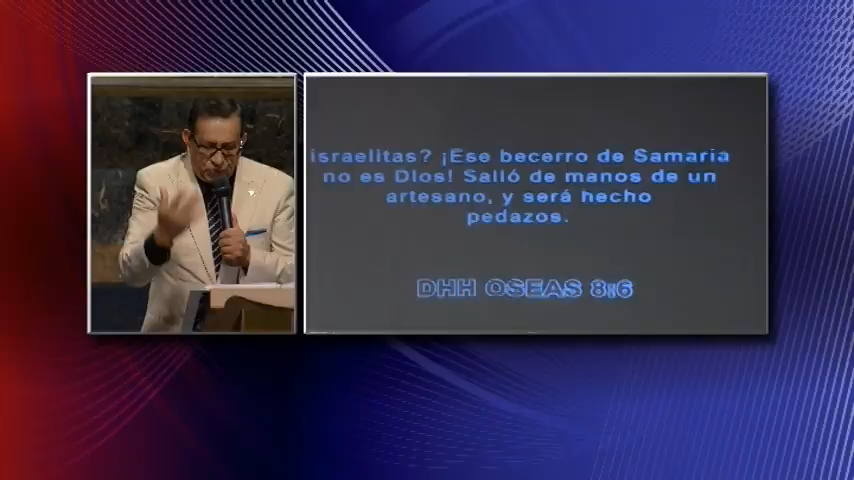 israelitas? ¡Ese becerro de Samaria
no es Dios! Salió de manos de un
artesano, y será hecho
pedazos.
DHH OSEAS 8:6